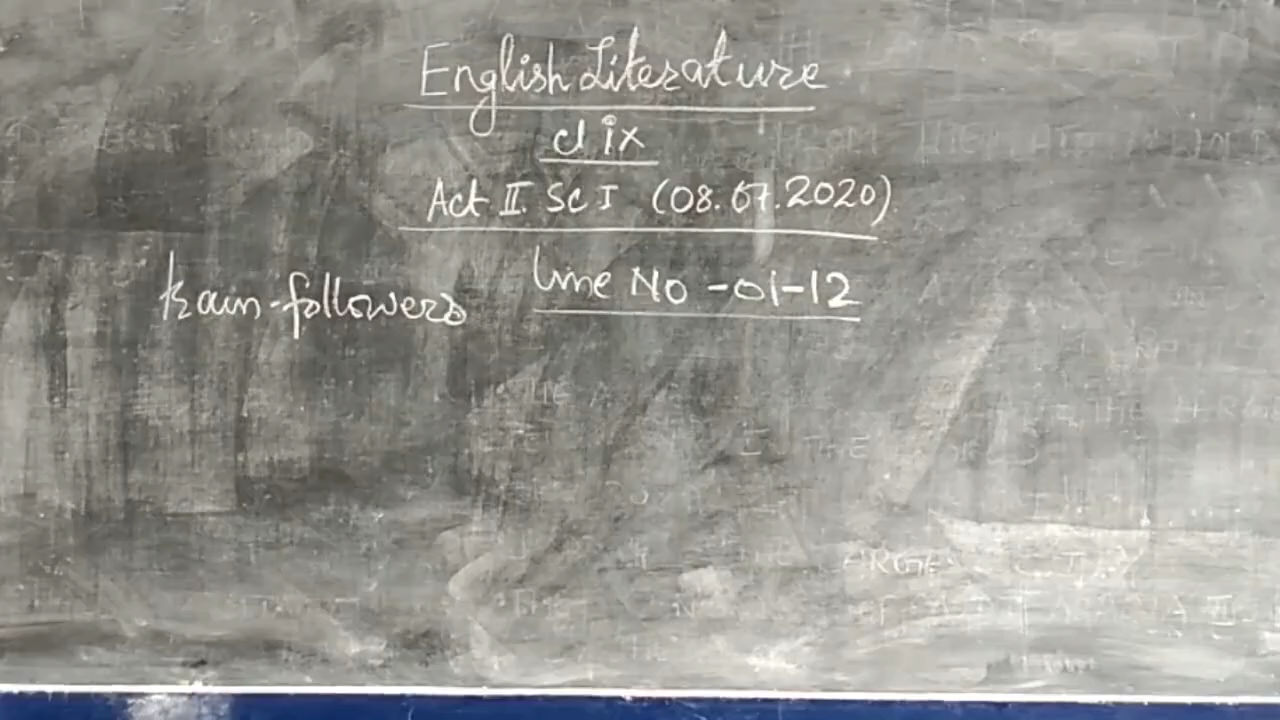 English Literature
cl ix
Act II. SC I (08.07.2020).
Line No -01-12
train-followers